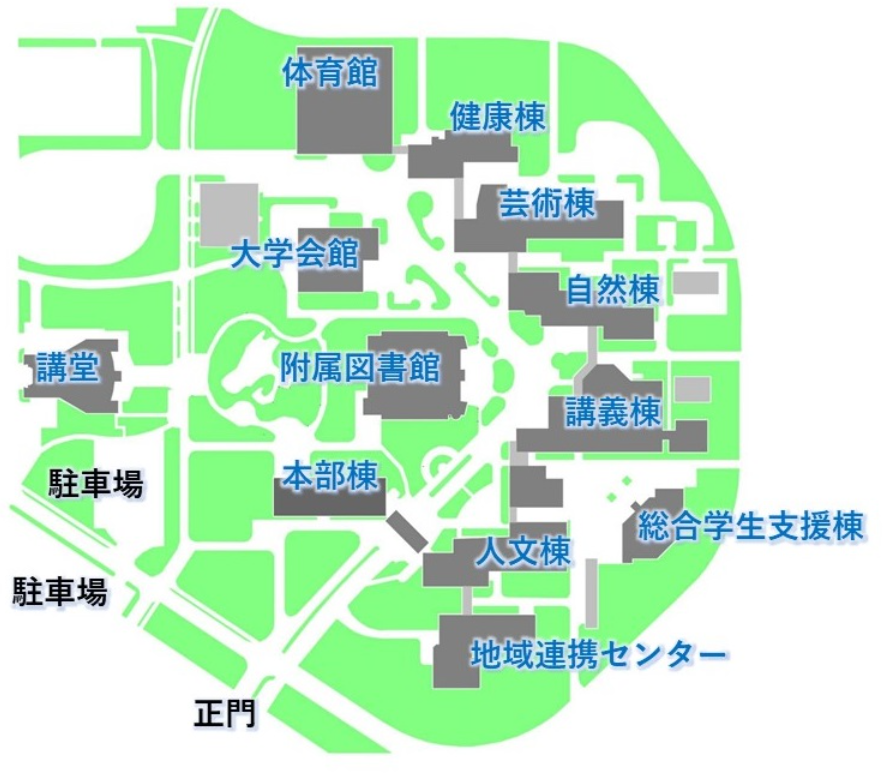 体育館
健康棟
芸術棟
大学会館
自然棟
講堂
附属図書館
講義棟
本部棟
駐車場
総合学生支援棟
人文棟
駐車場
地域連携センター
正門